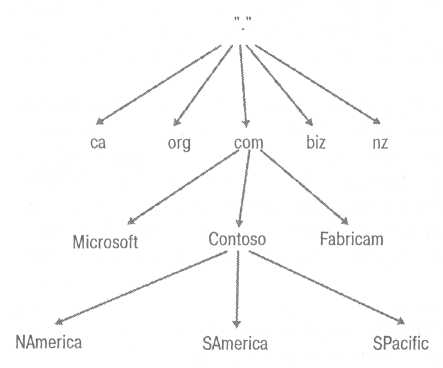 "."
ca org com biz nz
Microsoft Contoso Fabricam
NAmerica SAmerica SPacific